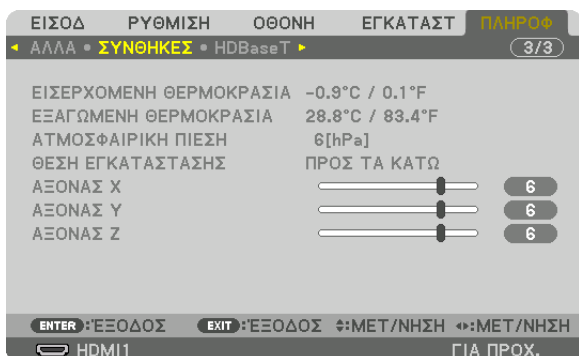 ΕΙΣΟΔ ΡΥΘΜΙΣΗ ΟΘΟΝΗ ΕΓΚΑΤΑΣΤ ΠΛΗΡΟΦ
ΑΛΛΑ • ΣΥΝΘΗΚΕΣ • HDBaseT 3/3
ΕΙΣΕΡΧΟΜΕΝΗ ΘΕΡΜΟΚΡΑΣΙΑ -0.9°C / 0.1°F
ΕΞΑΓΩΜΕΝΗ ΘΕΡΜΟΚΡΑΣΙΑ 28.8°C / 83.4°F
ΑΤΜΟΣΦΑΙΡΙΚΗ ΠΙΕΣΗ 6[hPa]
ΘΕΣΗ ΕΓΚΑΤΑΣΤΑΣΗΣ ΠΡΟΣ ΤΑ ΚΑΤΩ
ΑΞΟΝΑΣ X 6
ΑΞΟΝΑΣ Y 6
ΑΞΟΝΑΣ Z 6
ENTER:ΈΞΟΔΟΣ EXIT:ΈΞΟΔΟΣ :ΜΕΤ/ΝΗΣΗ :ΜΕΤ/ΝΗΣΗ
HDMI1 ΓΙΑ ΠΡΟΧ.